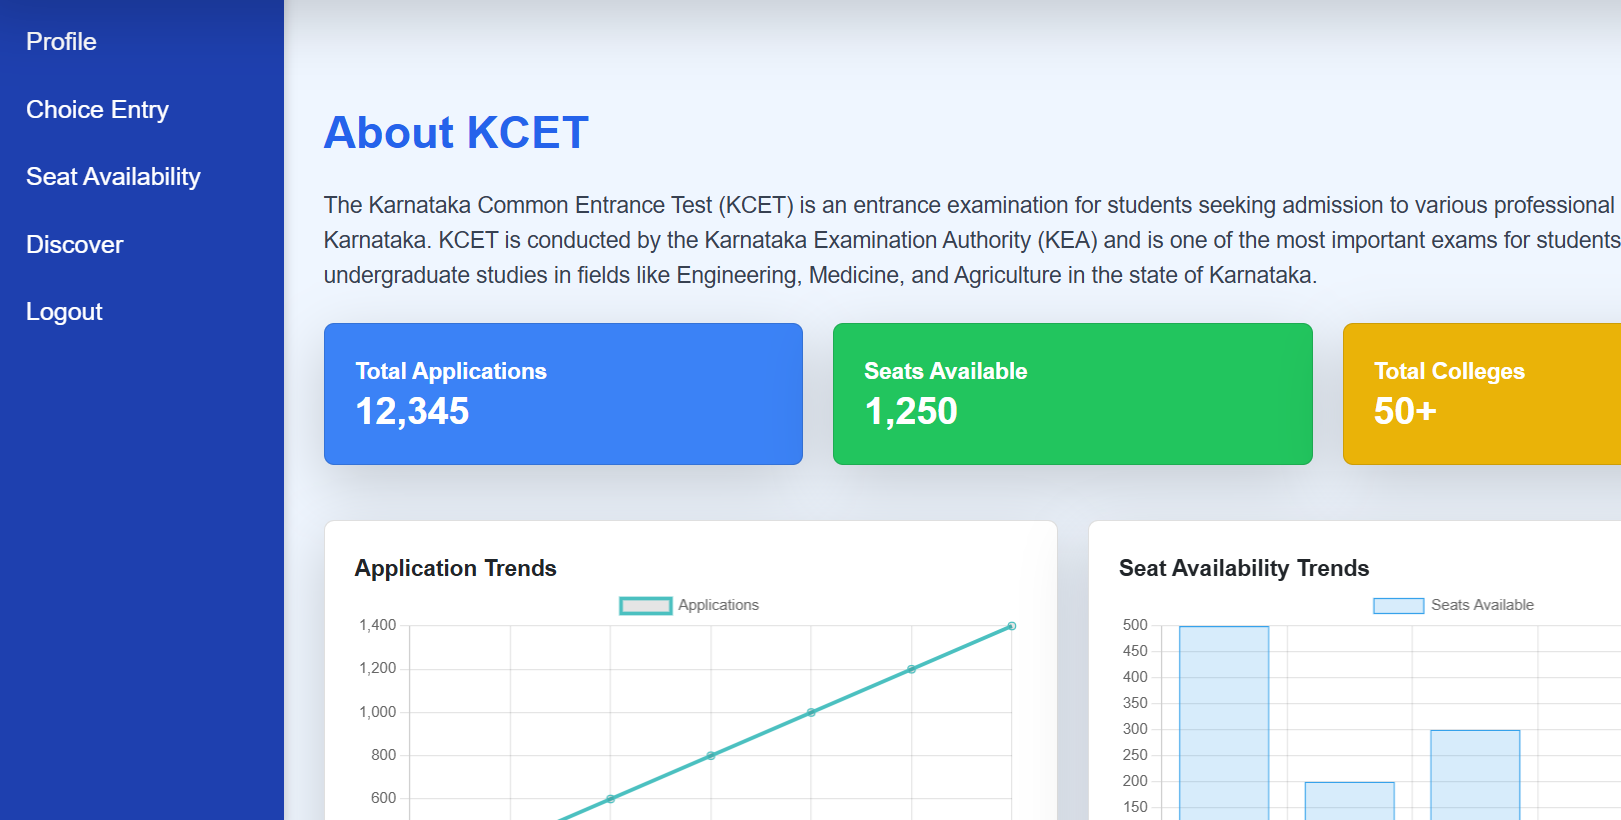 Profile
Choice Entry
Seat Availability
Discover
Logout
About KCET
The Karnataka Common Entrance Test (KCET) is an entrance examination for students seeking admission to various professional
Karnataka. KCET is conducted by the Karnataka Examination Authority (KEA) and is one of the most important exams for students
undergraduate studies in fields like Engineering, Medicine, and Agriculture in the state of Karnataka.
Total Applications
12,345
Seats Available
1,250
Total Colleges
50+
Application Trends
Applications
1,400
1,200
1,000
800
600
Seat Availability Trends
Seats Available
500
450
400
350
300
250
200
150